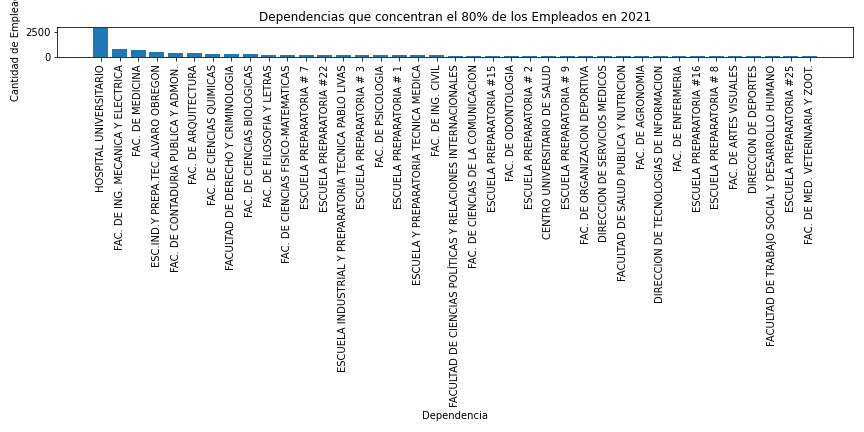 Dependencias que concentran el 80% de los Empleados en 2021
Cantidad de Emplea
2500
0
HOSPITAL UNIVERSITARIO
FAC. DE ING. MECANICA Y ELECTRICA
FAC. DE MEDICINA
ESC.IND.Y PREPA.TEC.ALVARO OBREGON
FAC. DE CONTADURIA PUBLICA Y ADMON.
FAC. DE ARQUITECTURA
FAC. DE CIENCIAS QUIMICAS
FACULTAD DE DERECHO Y CRIMINOLOGIA
FAC. DE CIENCIAS BIOLOGICAS
FAC. DE FILOSOFIA Y LETRAS
FAC. DE CIENCIAS FISICO-MATEMATICAS
ESCUELA PREPARATORIA # 7
ESCUELA PREPARATORIA #22
ESCUELA INDUSTRIAL Y PREPARATORIA TECNICA PABLO LIVAS
ESCUELA PREPARATORIA # 3
FAC. DE PSICOLOGIA
ESCUELA PREPARATORIA # 1
ESCUELA Y PREPARATORIA TECNICA MEDICA
FAC. DE ING. CIVIL
FACULTAD DE CIENCIAS POLÍTICAS Y RELACIONES INTERNACIONALES
FAC. DE CIENCIAS DE LA COMUNICACION
ESCUELA PREPARATORIA #15
FAC. DE ODONTOLOGIA
ESCUELA PREPARATORIA # 2
CENTRO UNIVERSITARIO DE SALUD
ESCUELA PREPARATORIA # 9
FAC. DE ORGANIZACION DEPORTIVA
DIRECCION DE SERVICIOS MEDICOS
FACULTAD DE SALUD PUBLICA Y NUTRICION
FAC. DE AGRONOMIA
DIRECCION DE TECNOLOGIAS DE INFORMACION
FAC. DE ENFERMERIA
ESCUELA PREPARATORIA #16
ESCUELA PREPARATORIA # 8
FAC. DE ARTES VISUALES
DIRECCION DE DEPORTES
FACULTAD DE TRABAJO SOCIAL Y DESARROLLO HUMANO
ESCUELA PREPARATORIA #25
FAC. DE MED. VETERINARIA Y ZOOT.
Dependencia